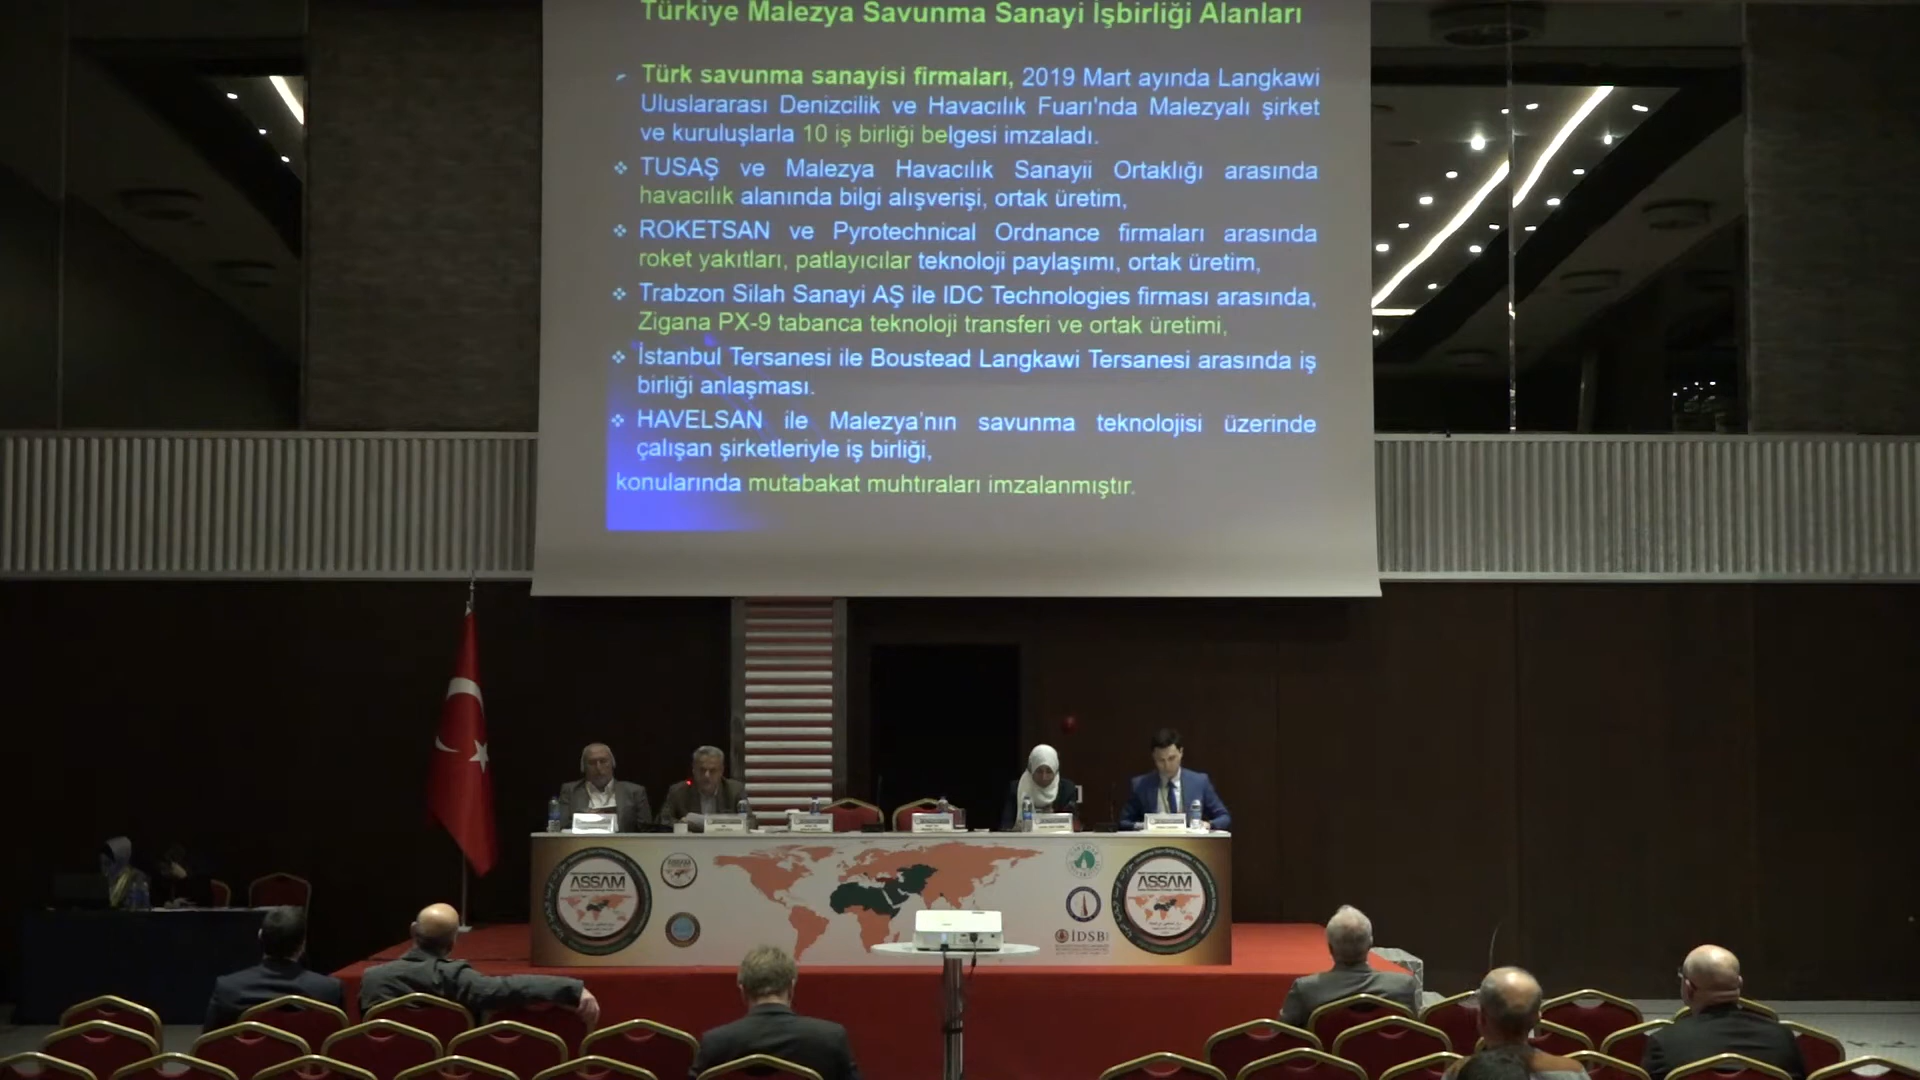 Türkiye Malezya Savunma Sanayi İşbirliği Alanları
Türk savunma sanayisi firmaları, 2019 Mart ayında Langkawi
Uluslararası Denizcilik ve Havacılık Fuarı'nda Malezyalı şirket
ve kuruluşlarla 10 iş birliği belgesi imzaladı.
TUSAŞ ve Malezya Havacılık Sanayii Ortaklığı arasında
havacılık alanında bilgi alışverişi, ortak üretim,
ROKETSAN ve Pyrotechnical Ordnance firmaları arasında
roket yakıtları, patlayıcılar teknoloji paylaşımı, ortak üretim,
Trabzon Silah Sanayi AŞ ile IDC Technologies firması arasında,
Zigana PX-9 tabanca teknoloji transferi ve ortak üretimi,
İstanbul Tersanesi ile Boustead Langkawi Tersanesi arasında iş
birliği anlaşması.
HAVELSAN ile Malezya'nın savunma teknolojisi üzerinde
çalışan şirketleriyle iş birliği,
konularında mutabakat muhtıraları imzalanmıştır.
ASSAM
ASSAM
İDSB